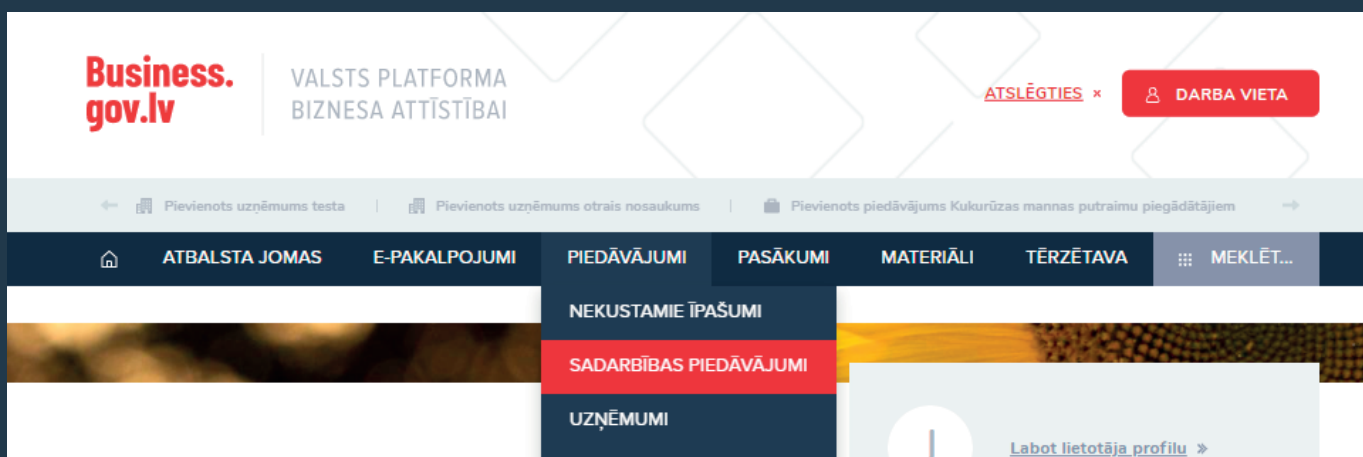 Business.
gov.lv
VALSTS PLATFORMA
BIZNESA ATTĪSTĪBAI
ATSLĒGTIES ×
DARBA VIETA
Pievienots uzņēmums testa
Pievienots uzņēmums otrais nosaukums
Pievienots piedāvājums Kukurūzas mannas putraimu piegādātājiem
ATBALSTA JOMAS E-PAKALPOJUMI PIEDĀVĀJUMI PASĀKUMI MATERIĀLI TĒRZĒTAVA MEKLĒT...
NEKUSTAMIE ĪPAŠUMI
SADARBĪBAS PIEDĀVĀJUMI
UZŅĒMUMI
Labot lietotāja profilu »